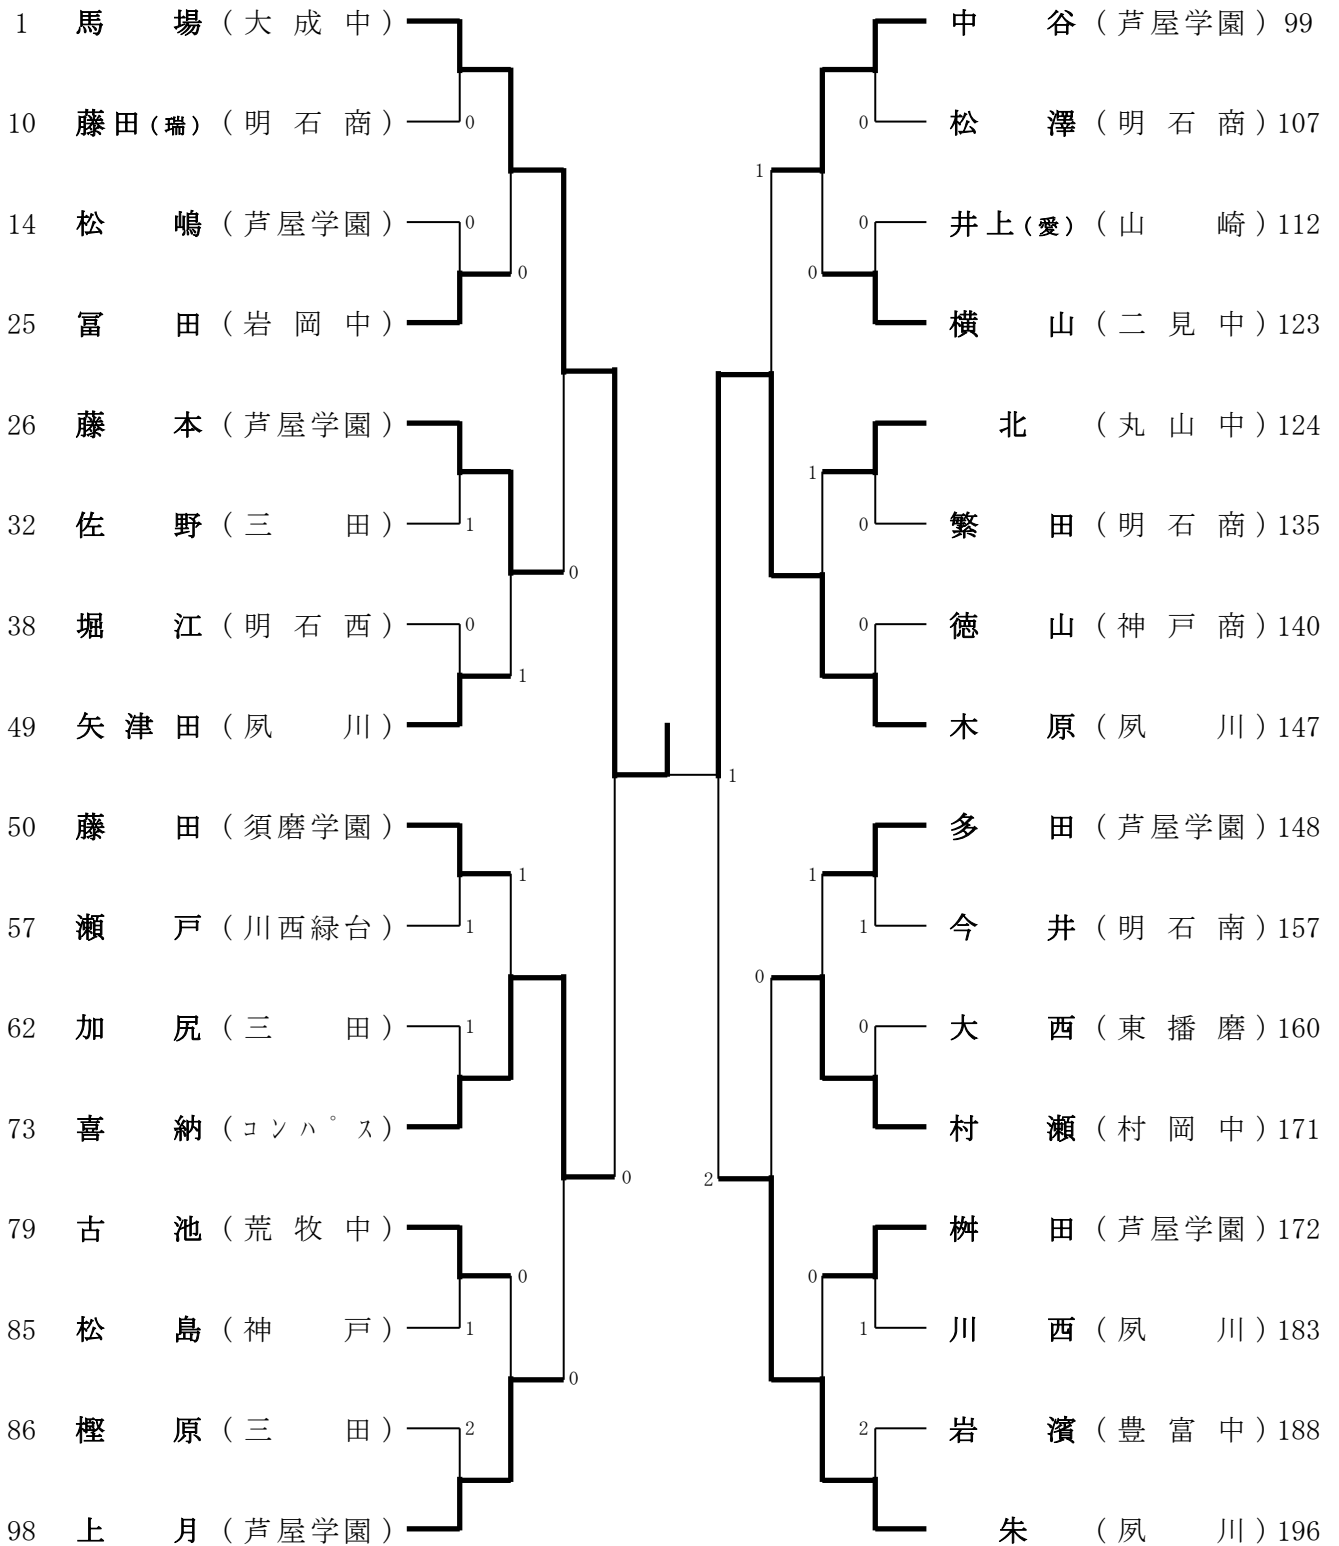 1 馬場 (大成中) 中谷 (芦屋学園) 99
10 藤田(瑞) (明石商) 0 0 松澤 (明石商) 107
1
14 松嶋 (芦屋学園) 0 0 井上(愛) (山崎) 112
0 0
25 冨田 (岩岡中) 横山 (二見中) 123
26 藤本 (芦屋学園) 北 (丸山中) 124
1
32 佐野 (三田) 1 0 繁田 (明石商) 135
0
38 堀江 (明石西) 0 0 徳山 (神戸商) 140
1
49 矢津田 (夙川) 木原 (夙川) 147
1
50 藤田 (須磨学園) 多田 (芦屋学園) 148
1 1
57 瀬戸 (川西緑台) 1 1 今井 (明石南) 157
0
62 加尻 (三田) 1 0 大西 (東播磨) 160
73 喜納 (コンパス) 村瀬 (村岡中) 171
0 2
79 古池 (荒牧中) 桝田 (芦屋学園) 172
0 0
85 松島 (神戸) 1 1 川西 (夙川) 183
0
86 樫原 (三田) 2 2 岩濱 (豊富中) 188
98 上月 (芦屋学園) 朱 (夙川) 196